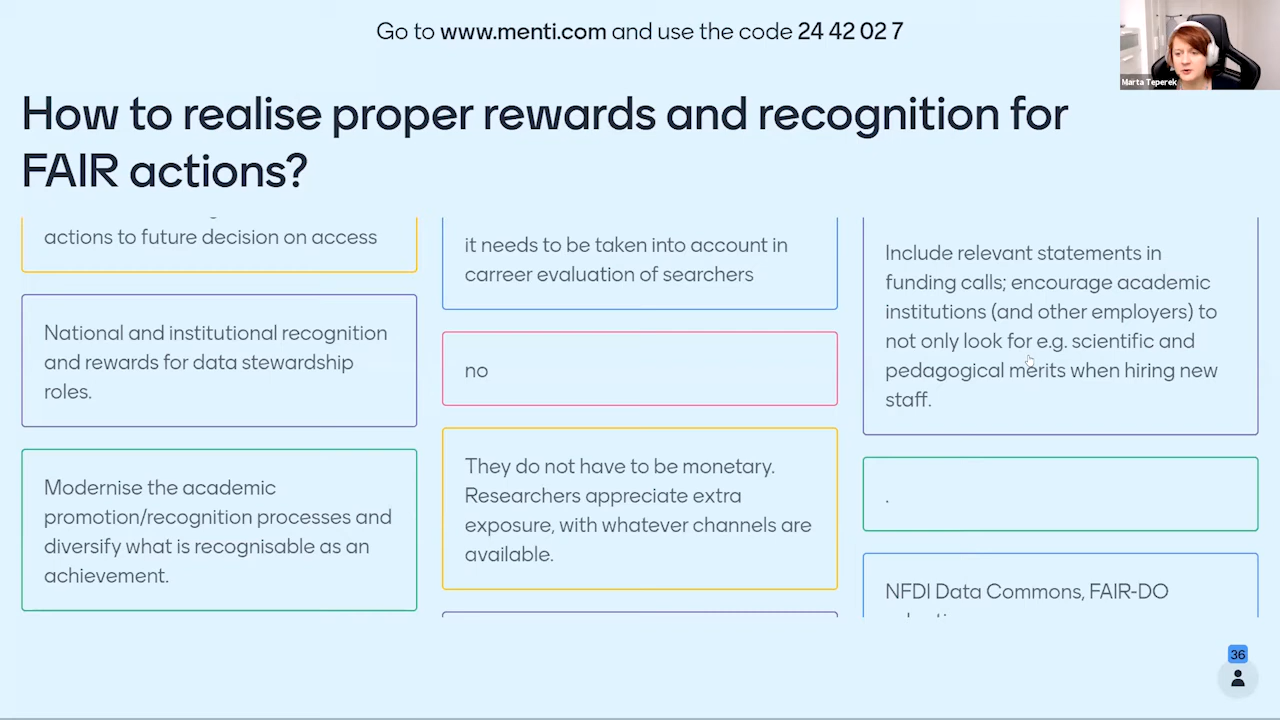 Go to www.menti.com and use the code 24 42 02 7
Marta Teperek
How to realise proper rewards and recognition for
FAIR actions?
actions to future decision on access
National and institutional recognition
and rewards for data stewardship
roles.
Modernise the academic
promotion/recognition processes and
diversify what is recognisable as an
achievement.
it needs to be taken into account in
carreer evaluation of searchers
no
They do not have to be monetary.
Researchers appreciate extra
exposure, with whatever channels are
available.
Include relevant statements in
funding calls; encourage academic
institutions (and other employers) to
not only look for e.g. scientific and
pedagogical merits when hiring new
staff.
.
NFDI Data Commons, FAIR-DO
36